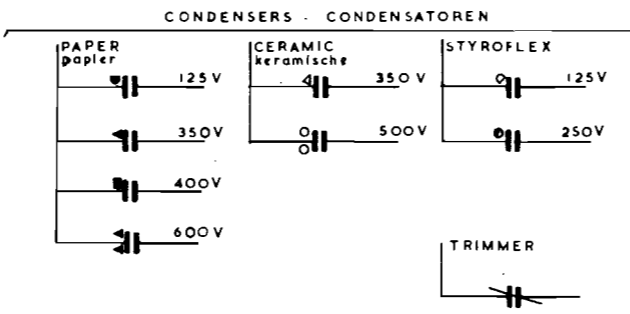 CONDENSERS - CONDENSATOREN
PAPER
papier
125V
350V
400V
600V
CERAMIC
keramische
350V
500V
STYROFLEX
125V
250V
TRIMMER